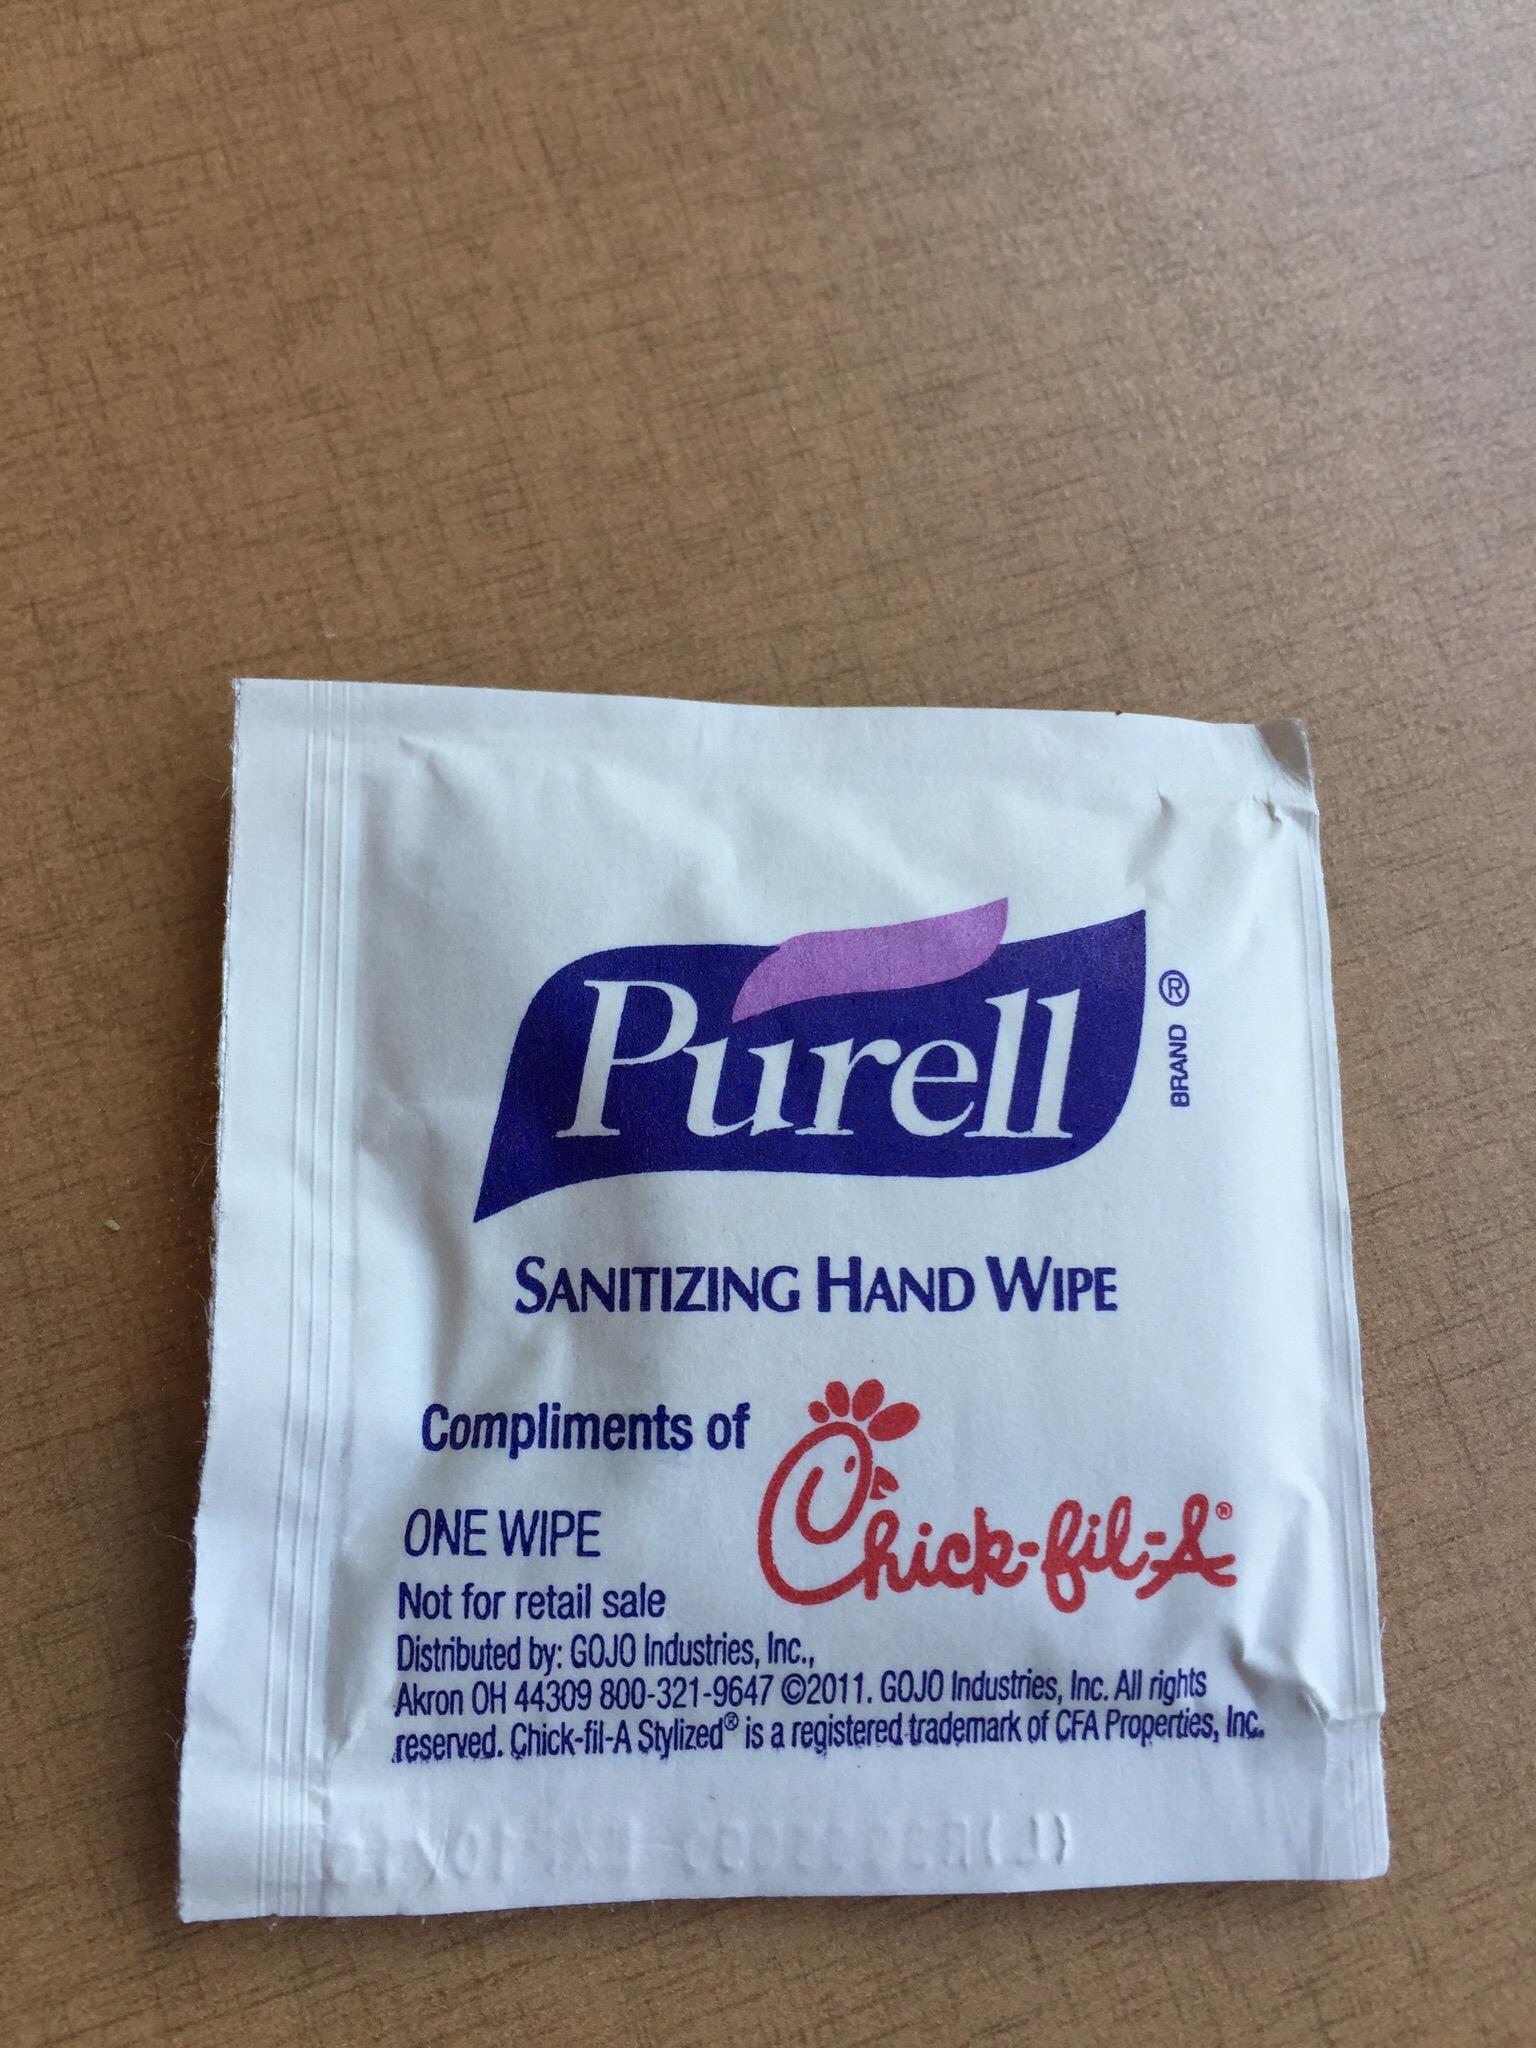 Purell
BRAND ®
SANITIZING HAND WIPE
Compliments of
Chick-fil-A®
ONE WIPE
Not for retail sale
Distributed by: GOJO Industries, Inc.,
Akron OH 44309 800-321-9647 ©2011. GOJO Industries, Inc. All rights
reserved. Chick-fil-A Stylized® is a registered trademark of CFA Properties, Inc.